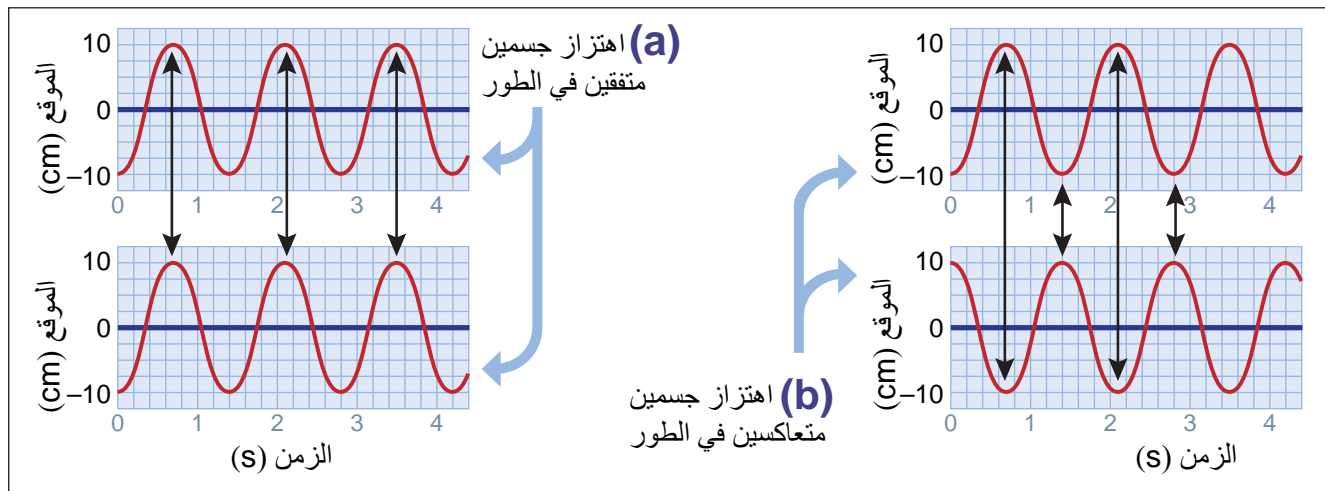 (a) اهتزاز جسمين
متفقين في الطور
الموقع (cm)
10
0
–10
0 1 2 3 4
الموقع (cm)
10
0
–10
0 1 2 3 4
الزمن (s)
(b) اهتزاز جسمين
متعاكسين في الطور
الموقع (cm)
10
0
–10
0 1 2 3 4
الموقع (cm)
10
0
–10
0 1 2 3 4
الزمن (s)